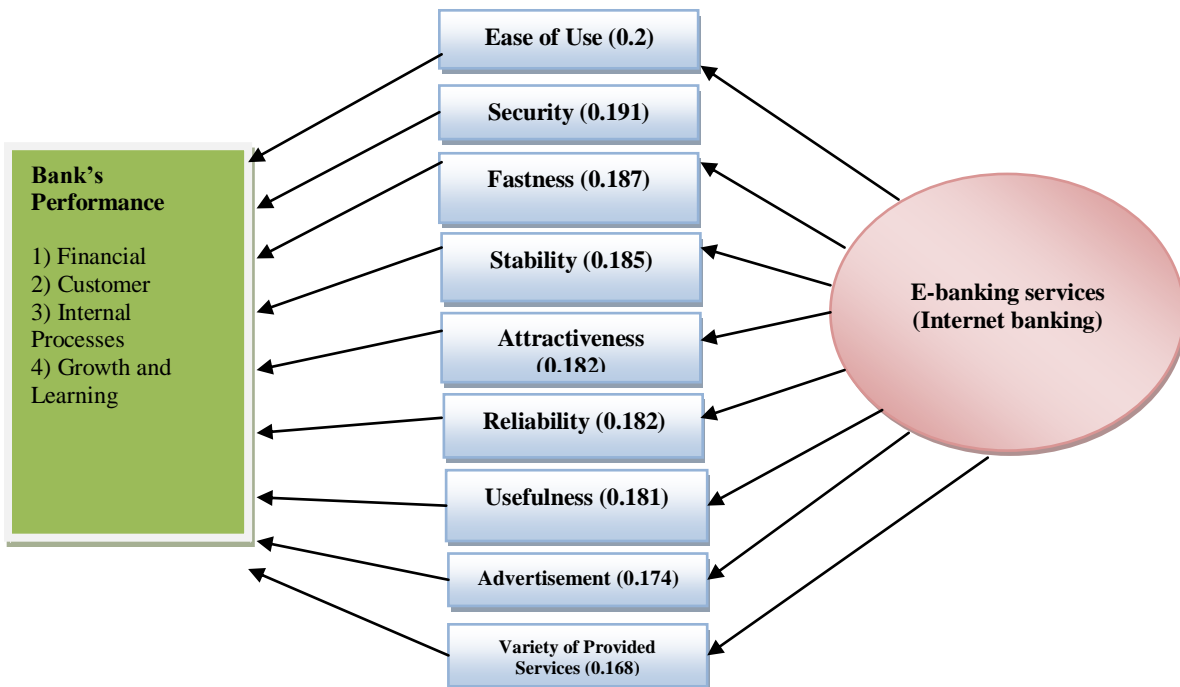 Ease of Use (0.2)
Security (0.191)
Fastness (0.187)
Stability (0.185)
Attractiveness
(0.182)
Reliability (0.182)
Usefulness (0.181)
Advertisement (0.174)
Variety of Provided
Services (0.168)
Bank’s
Performance
1) Financial
2) Customer
3) Internal
Processes
4) Growth and
Learning
E-banking services
(Internet banking)